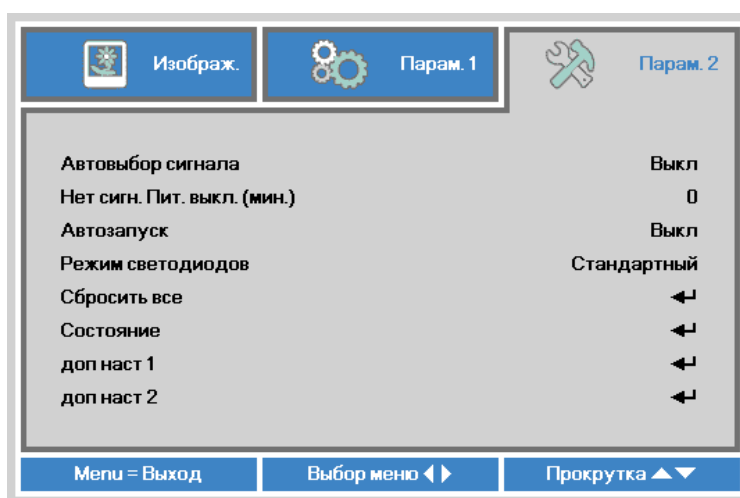 Изображ. Парам. 1 Парам. 2
Автовыбор сигнала Выкл
Нет сигн. Пит. выкл. (мин.) 0
Автозапуск Выкл
Режим светодиодов Стандартный
Сбросить все
Состояние
доп наст 1
доп наст 2
Menu = Выход Выбор меню Прокрутка